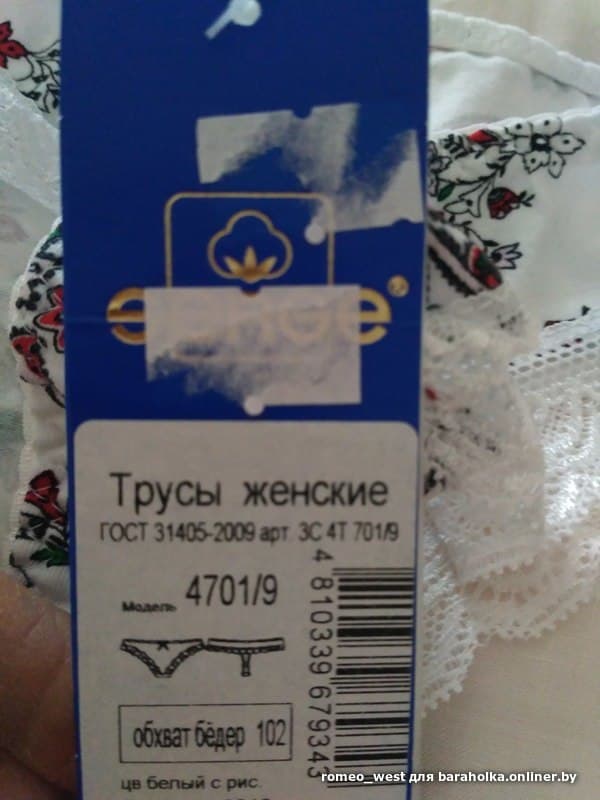 Трусы женские
ГОСТ 31405-2009 арт. 3С 4Т 701/9
Модель 4701/9
4 810339 679343
обхват бёдер 102
цв белый с рис.
romeo_west для baraholka.onliner.by